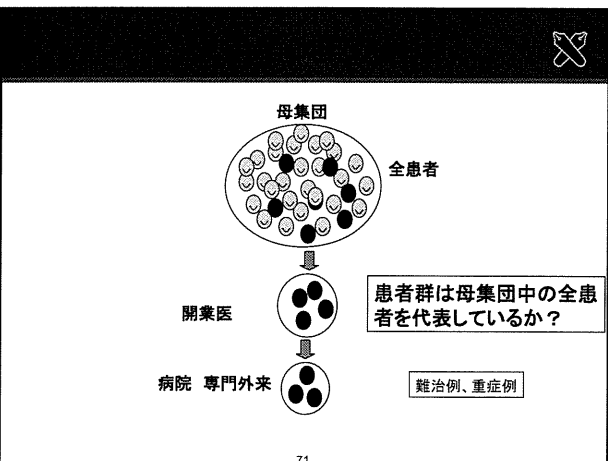 母集団
全患者
開業医
患者群は母集団中の全患
者を代表しているか？
病院 専門外来
難治例、重症例
71